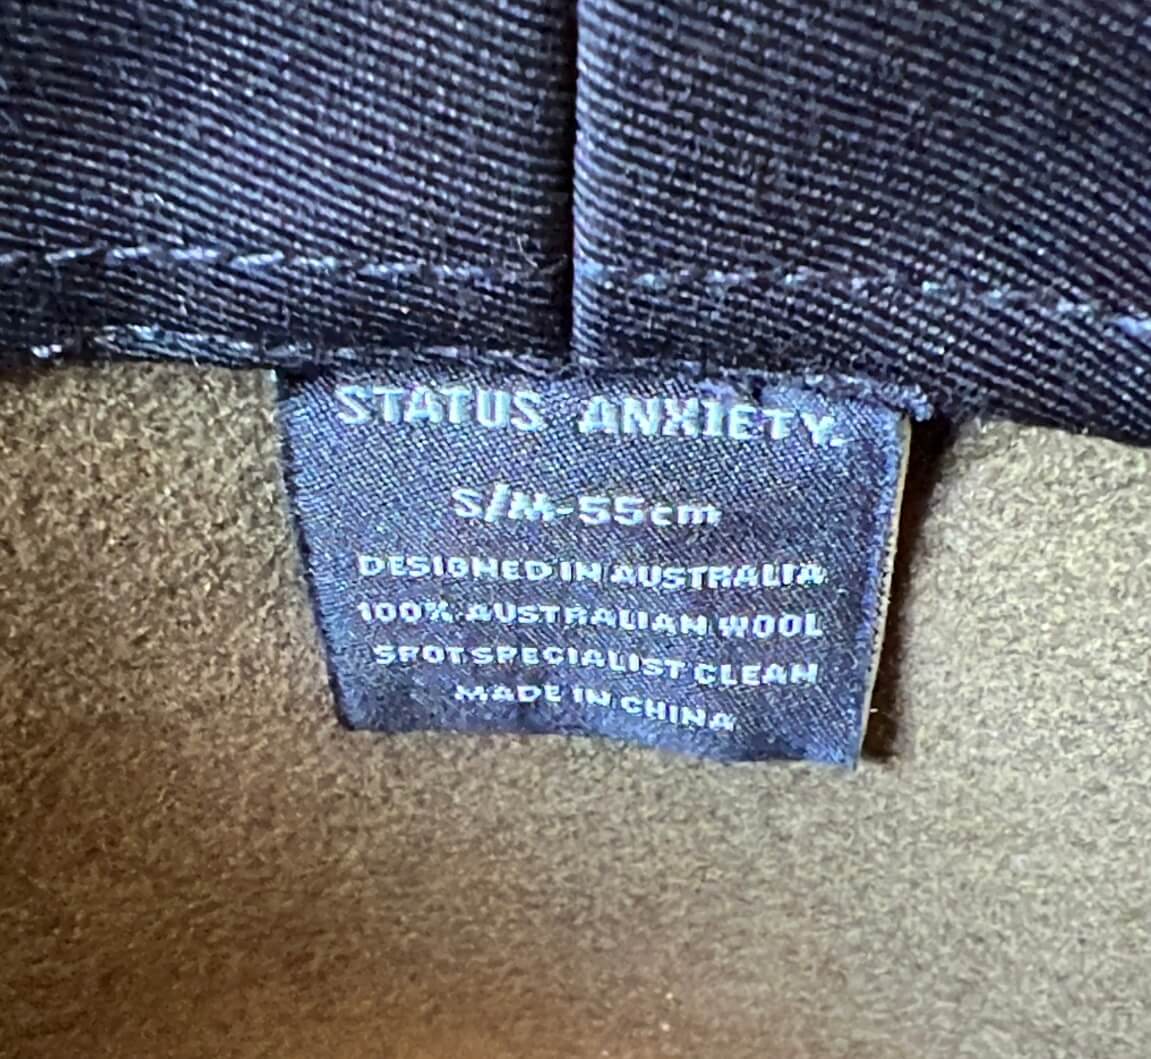 STATUS ANXIETY.
S/M-55cm
DESIGNED IN AUSTRALIA
100% AUSTRALIAN WOOL
SPOT SPECIALIST CLEAN
MADE IN CHINA